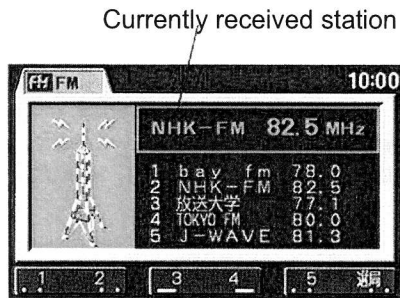 Currently received station
FM 10:00
NHK-FM 82.5 MHz
1 bay fm 78.0
2 NHK-FM 82.5
3 放送大学 77.1
4 TOKYO FM 80.0
5 J-WAVE 81.3
1 2 3 4 5 選局